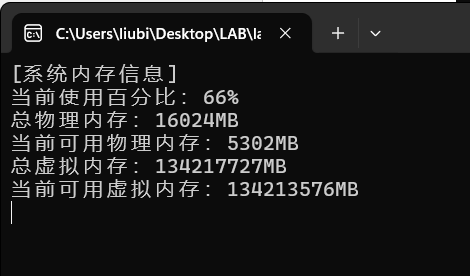 C:\Users\liubi\Desktop\LAB\la
[系统内存信息]
当前使用百分比: 66%
总物理内存: 16024MB
当前可用物理内存: 5302MB
总虚拟内存: 134217727MB
当前可用虚拟内存: 134213576MB